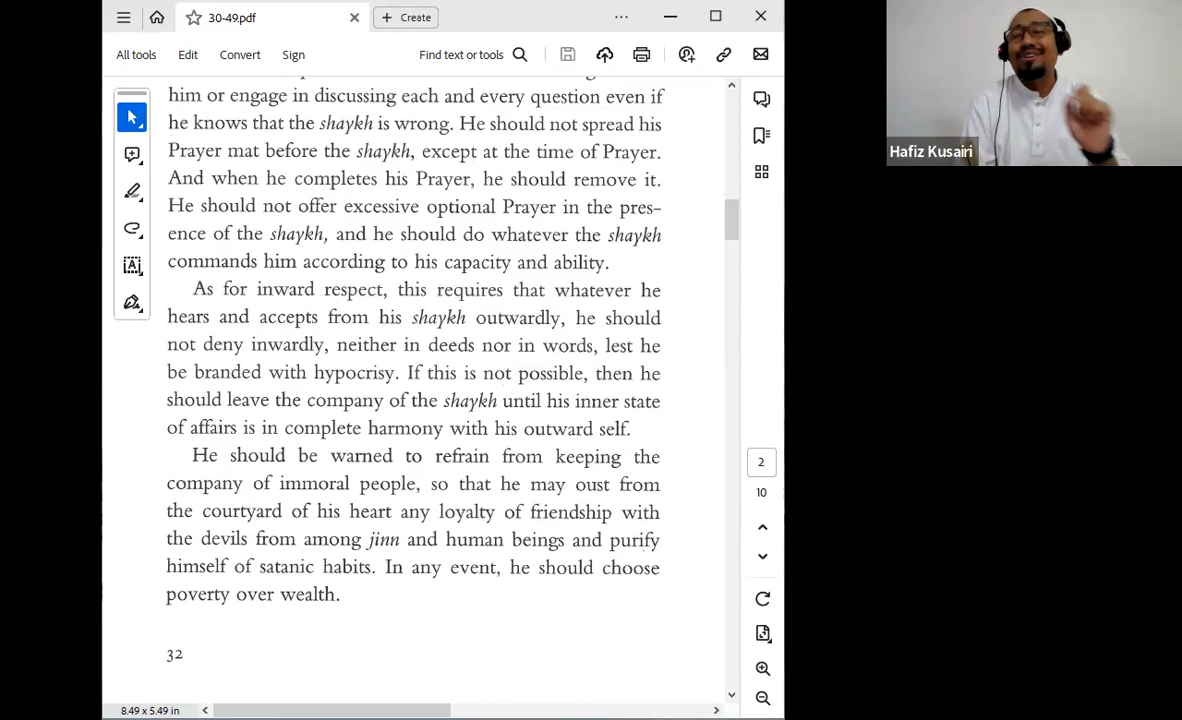 30-49.pdf
Create
All tools
Edit
Convert
Sign
Find text or tools
him or engage in discussing each and every question even if
he knows that the shaykh is wrong. He should not spread his
Prayer mat before the shaykh, except at the time of Prayer.
And when he completes his Prayer, he should remove it.
He should not offer excessive optional Prayer in the pres-
ence of the shaykh, and he should do whatever the shaykh
commands him according to his capacity and ability.
As for inward respect, this requires that whatever he
hears and accepts from his shaykh outwardly, he should
not deny inwardly, neither in deeds nor in words, lest he
be branded with hypocrisy. If this is not possible, then he
should leave the company of the shaykh until his inner state
of affairs is in complete harmony with his outward self.
He should be warned to refrain from keeping the
company of immoral people, so that he may oust from
the courtyard of his heart any loyalty of friendship with
the devils from among jinn and human beings and purify
himself of satanic habits. In any event, he should choose
poverty over wealth.
32
8.49 x 5.49 in
2
10
Hafiz Kusairi